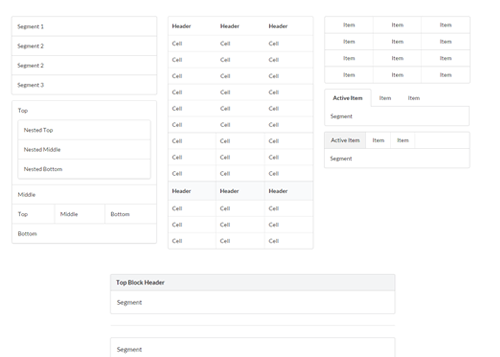 Segment 1
Segment 2
Segment 2
Segment 3
Top
Nested Top
Nested Middle
Nested Bottom
Middle
Top Middle Bottom
Bottom
Header Header Header
Cell Cell Cell
Cell Cell Cell
Cell Cell Cell
Cell Cell Cell
Cell Cell Cell
Cell Cell Cell
Cell Cell Cell
Cell Cell Cell
Cell Cell Cell
Header Header Header
Cell Cell Cell
Cell Cell Cell
Cell Cell Cell
Item Item Item
Item Item Item
Item Item Item
Item Item Item
Active Item Item Item
Segment
Active Item Item Item
Segment
Top Block Header
Segment
Segment